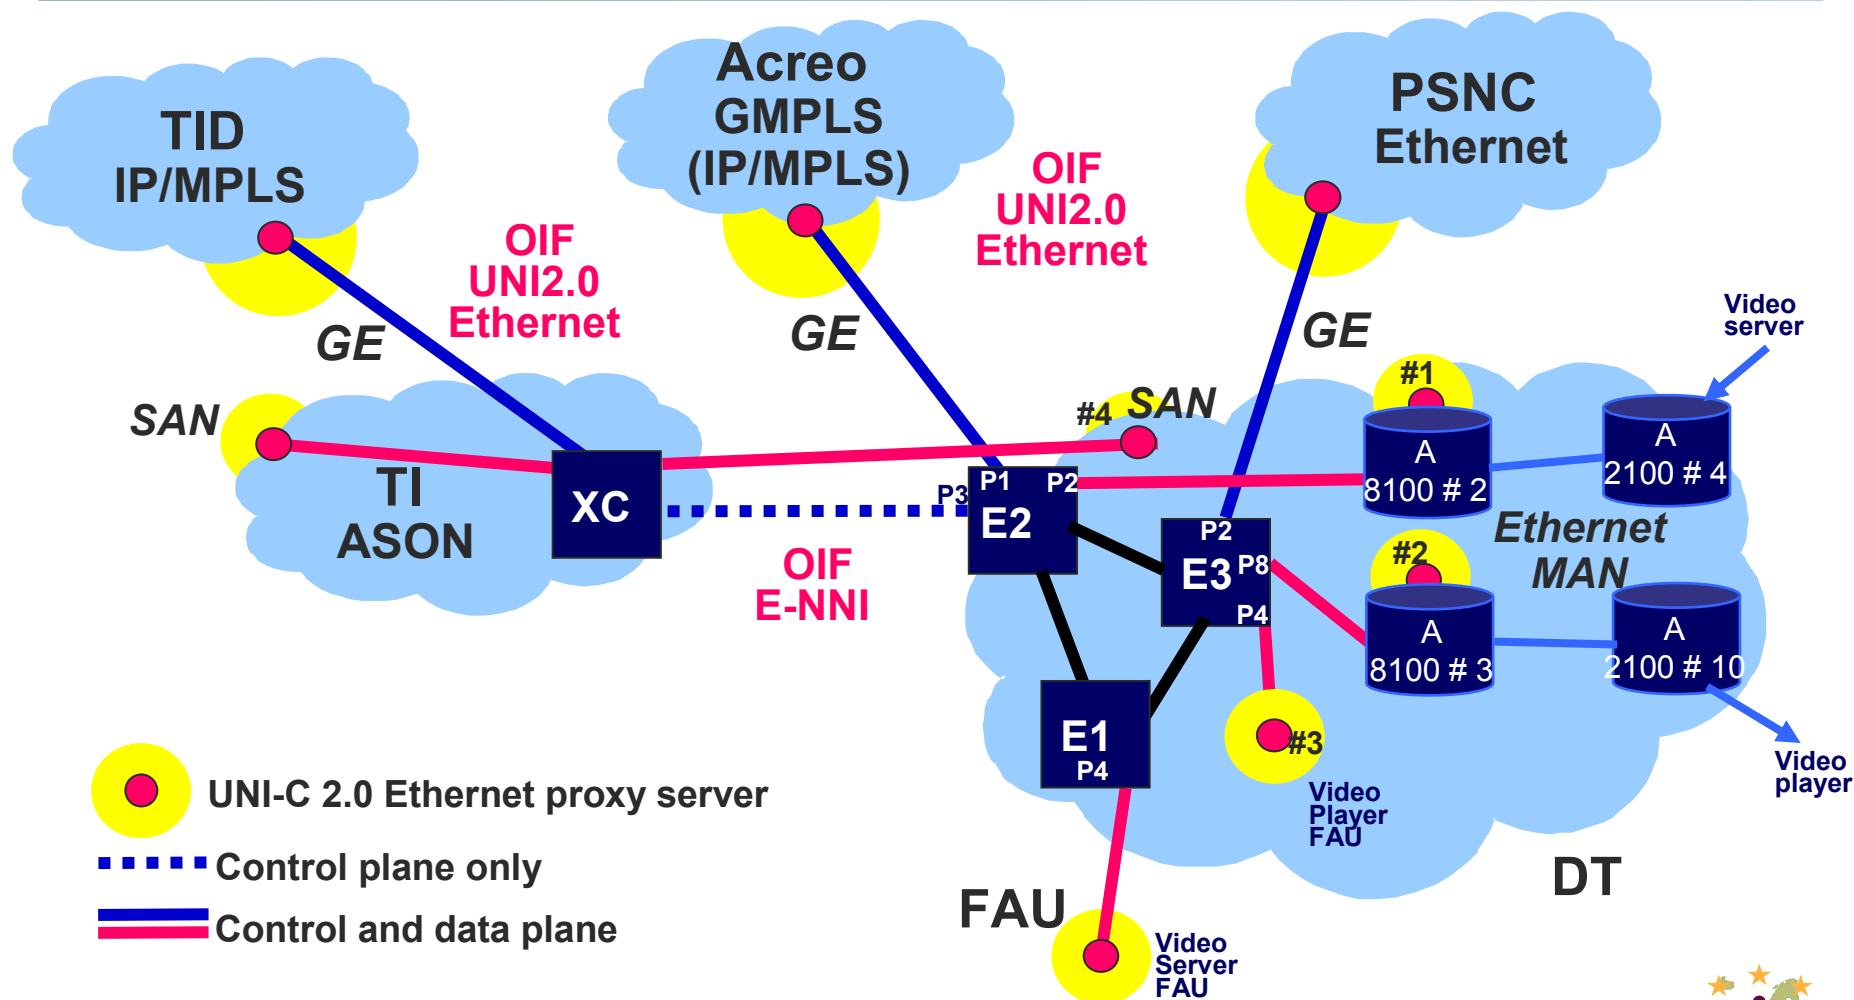 TID
IP/MPLS
Acreo
GMPLS
(IP/MPLS)
PSNC
Ethernet
OIF
UNI2.0
Ethernet
OIF
UNI2.0
Ethernet
GE
GE
GE
Video
server
SAN
#4 SAN
#1
TI
ASON
XC
P3
P1
P2
E2
A
8100 # 2
A
2100 # 4
Ethernet
MAN
OIF
E-NNI
P2
E3
P8
P4
#2
A
8100 # 3
A
2100 # 10
E1
P4
#3
Video
Player
FAU
Video
player
DT
FAU
Video
Server
FAU
UNI-C 2.0 Ethernet proxy server
Control plane only
Control and data plane